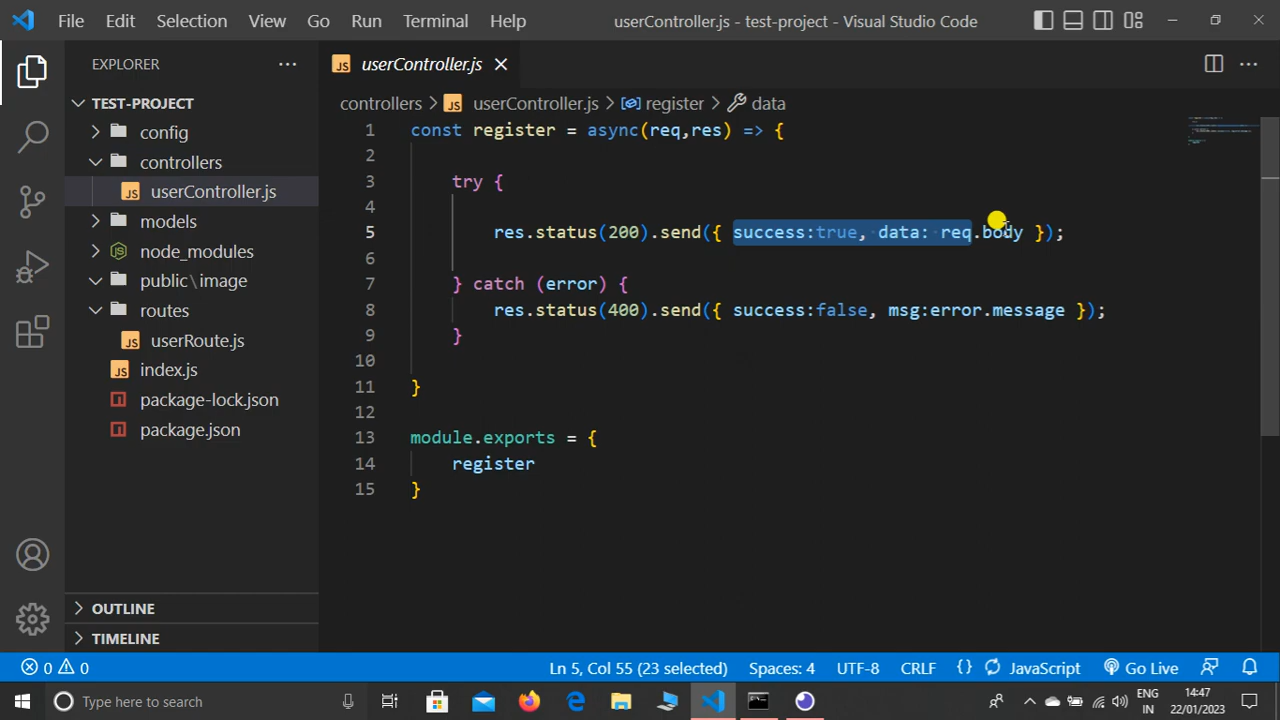 File Edit Selection View Go Run Terminal Help userController.js - test-project - Visual Studio Code
EXPLORER
TEST-PROJECT
config
controllers
JS userController.js
models
node_modules
public\image
routes
JS userRoute.js
JS index.js
package-lock.json
package.json
OUTLINE
TIMELINE
JS userController.js
controllers > JS userController.js > register > data
1 const register = async(req,res) => {
2
3 try {
4
5 res.status(200).send({ success:true, data: req.body });
6
7 } catch (error) {
8 res.status(400).send({ success:false, msg:error.message });
9 }
10
11 }
12
13 module.exports = {
14 register
15 }
0 0 Ln 5, Col 55 (23 selected) Spaces: 4 UTF-8 CRLF {} JavaScript Go Live
Type here to search
ENG
IN
14:47
22/01/2023